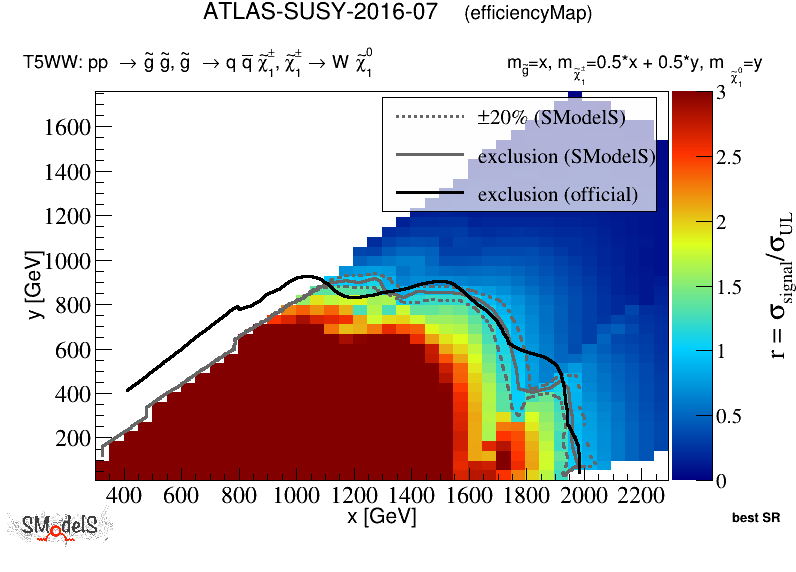 ATLAS-SUSY-2016-07 (efficiencyMap)
T5WW: pp → g̃ g̃, g̃ → q q̅ χ̃₁±, χ̃₁± → W χ̃₁⁰
m_g̃=x, m_χ̃₁±=0.5*x + 0.5*y, m_χ̃₁⁰=y
±20% (SModelS)
exclusion (SModelS)
exclusion (official)
1600
1400
1200
1000
800
600
400
200
y [GeV]
400 600 800 1000 1200 1400 1600 1800 2000 2200
x [GeV]
3
2.5
2
1.5
1
0.5
0
r = σ_signal/σ_UL
SModelS
best SR